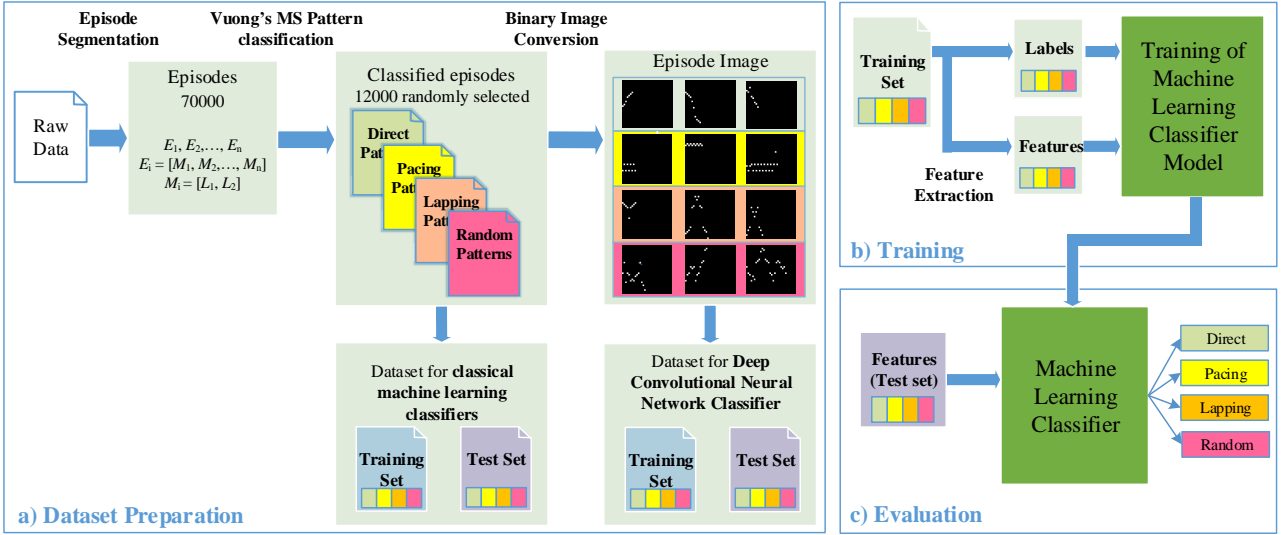 Episode
Segmentation
Vuong's MS Pattern
classification
Binary Image
Conversion
Raw
Data
Episodes
70000
E1, E2,…, En
Ei = [M1, M2,…, Mn]
Mi = [L1, L2]
Classified episodes
12000 randomly selected
Direct
Pat
Pacing
Patt
Lapping
Patt
Random
Patterns
Episode Image
Dataset for classical
machine learning
classifiers
Training
Set
Test Set
Dataset for Deep
Convolutional Neural
Network Classifier
Training
Set
Test Set
a) Dataset Preparation
Training
Set
Labels
Features
Feature
Extraction
Training of
Machine
Learning
Classifier
Model
b) Training
Features
(Test set)
Machine
Learning
Classifier
Direct
Pacing
Lapping
Random
c) Evaluation